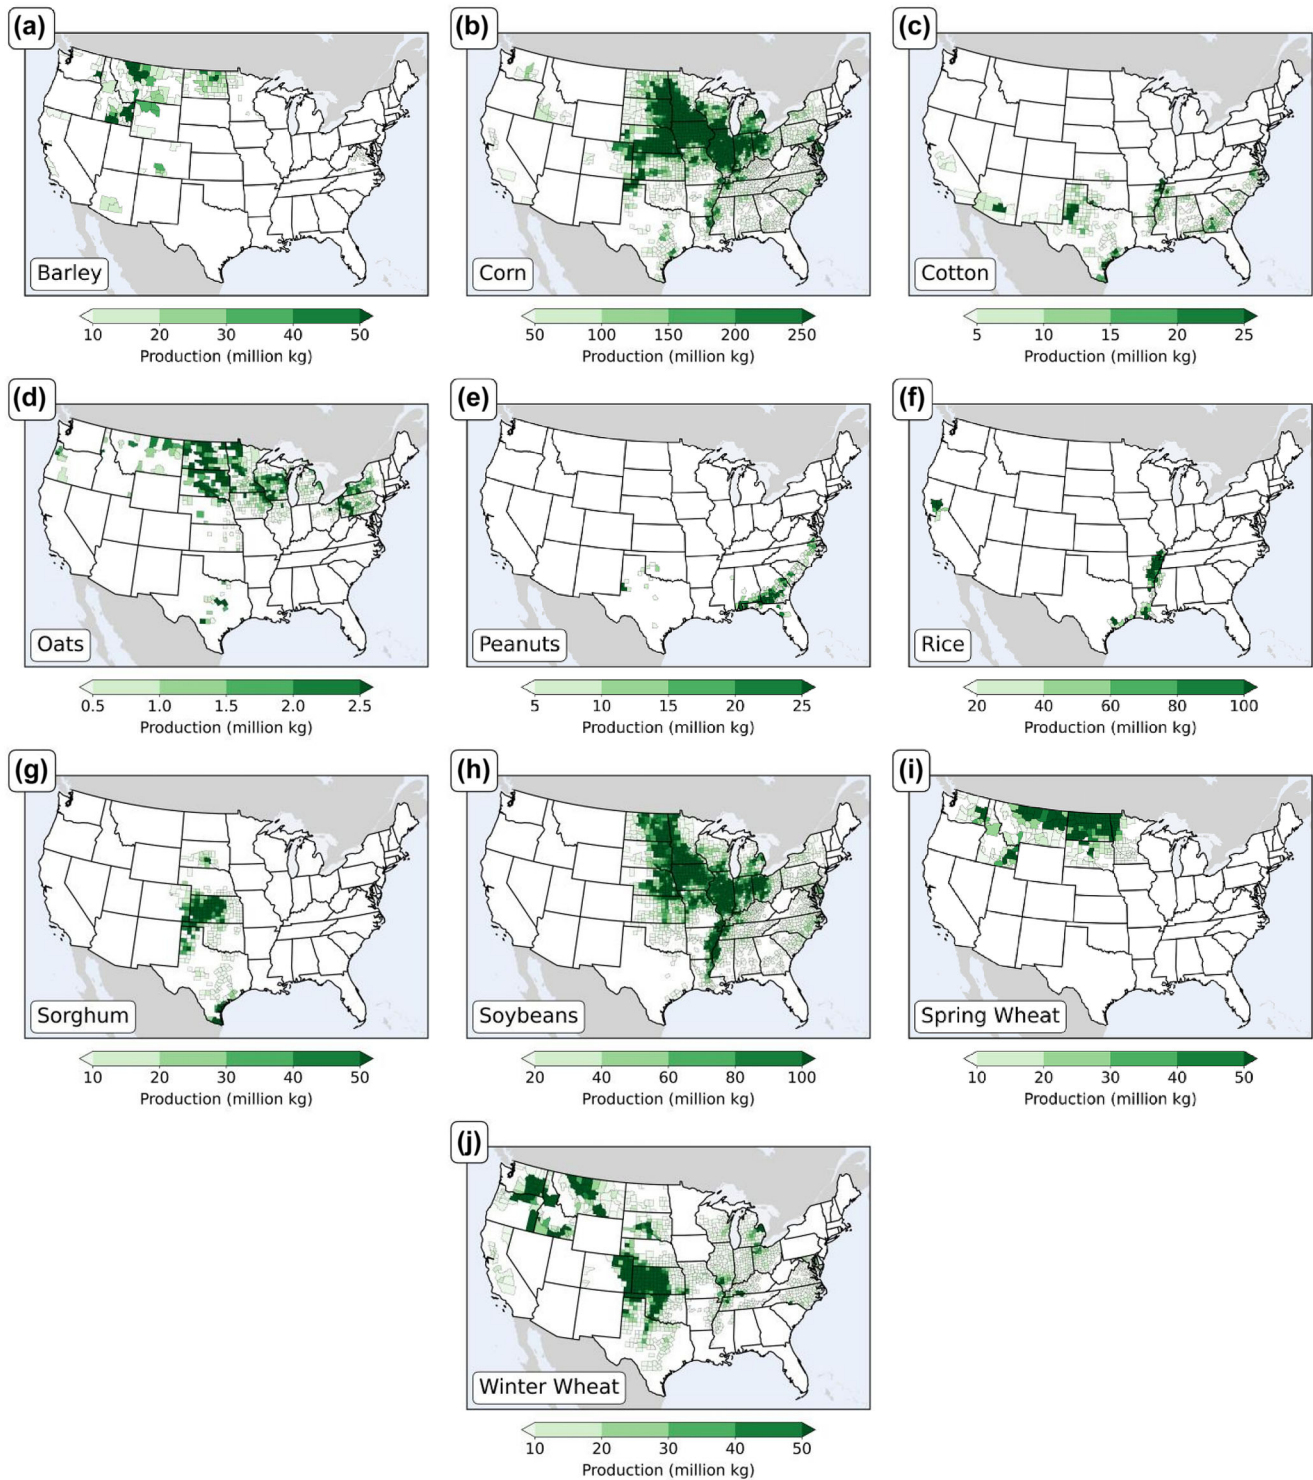 (a)
(b)
(c)
Barley
Corn
Cotton
10 20 30 40 50
50 100 150 200 250
5 10 15 20 25
Production (million kg)
Production (million kg)
Production (million kg)
(d)
(e)
(f)
Oats
Peanuts
Rice
0.5 1.0 1.5 2.0 2.5
5 10 15 20 25
20 40 60 80 100
Production (million kg)
Production (million kg)
Production (million kg)
(g)
(h)
(i)
Sorghum
Soybeans
Spring Wheat
10 20 30 40 50
20 40 60 80 100
10 20 30 40 50
Production (million kg)
Production (million kg)
Production (million kg)
(j)
Winter Wheat
10 20 30 40 50
Production (million kg)